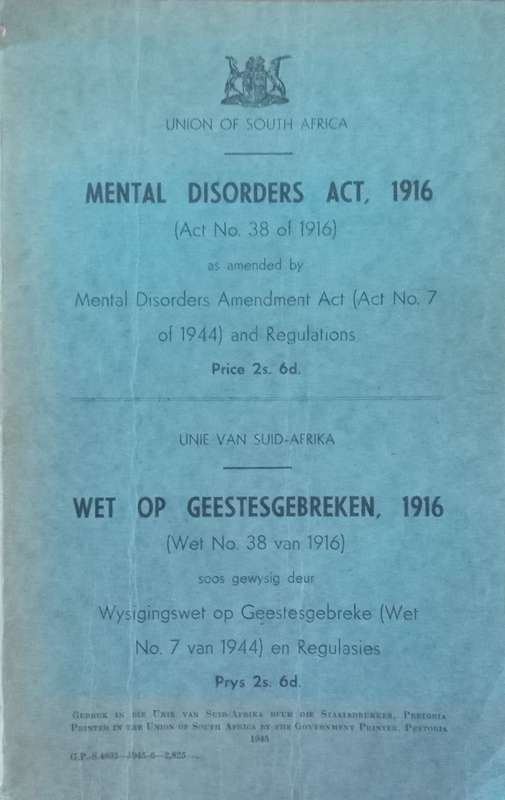 UNION OF SOUTH AFRICA
MENTAL DISORDERS ACT, 1916
(Act No. 38 of 1916)
as amended by
Mental Disorders Amendment Act (Act No. 7
of 1944) and Regulations
Price 2s. 6d.
UNIE VAN SUID-AFRIKA
WET OP GEESTESGEBREKEN, 1916
(Wet No. 38 van 1916)
soos gewysig deur
Wysigingswet op Geestesgebreke (Wet
No. 7 van 1944) en Regulasies
Prys 2s. 6d.
Gedruk in die Unie van Suid-Afrika deur die Staatsdrukker, Pretoria
Printed in the Union of South Africa by the Government Printer, Pretoria
1945